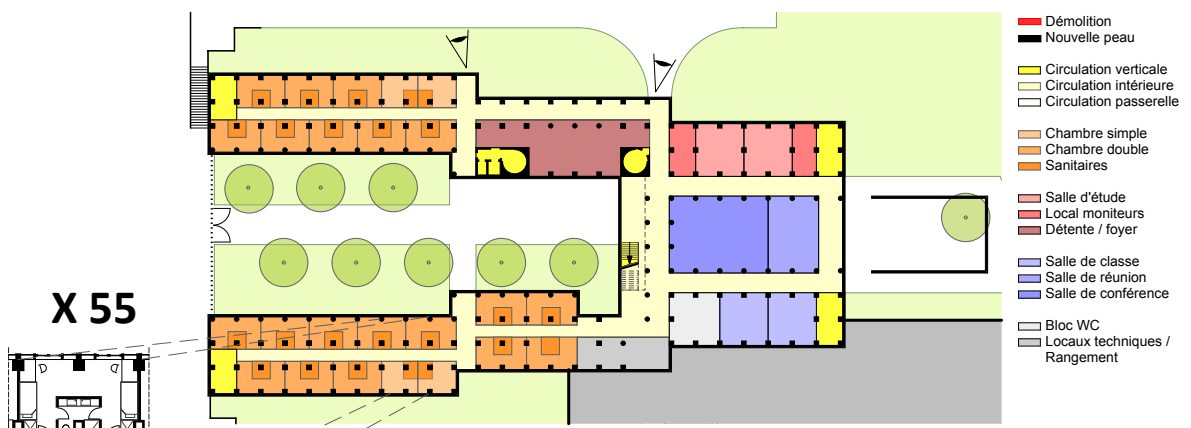 Démolition
Nouvelle peau
Circulation verticale
Circulation intérieure
Circulation passerelle
Chambre simple
Chambre double
Sanitaires
Salle d'étude
Local moniteurs
Détente / foyer
Salle de classe
Salle de réunion
Salle de conférence
Bloc WC
Locaux techniques /
Rangement
X 55